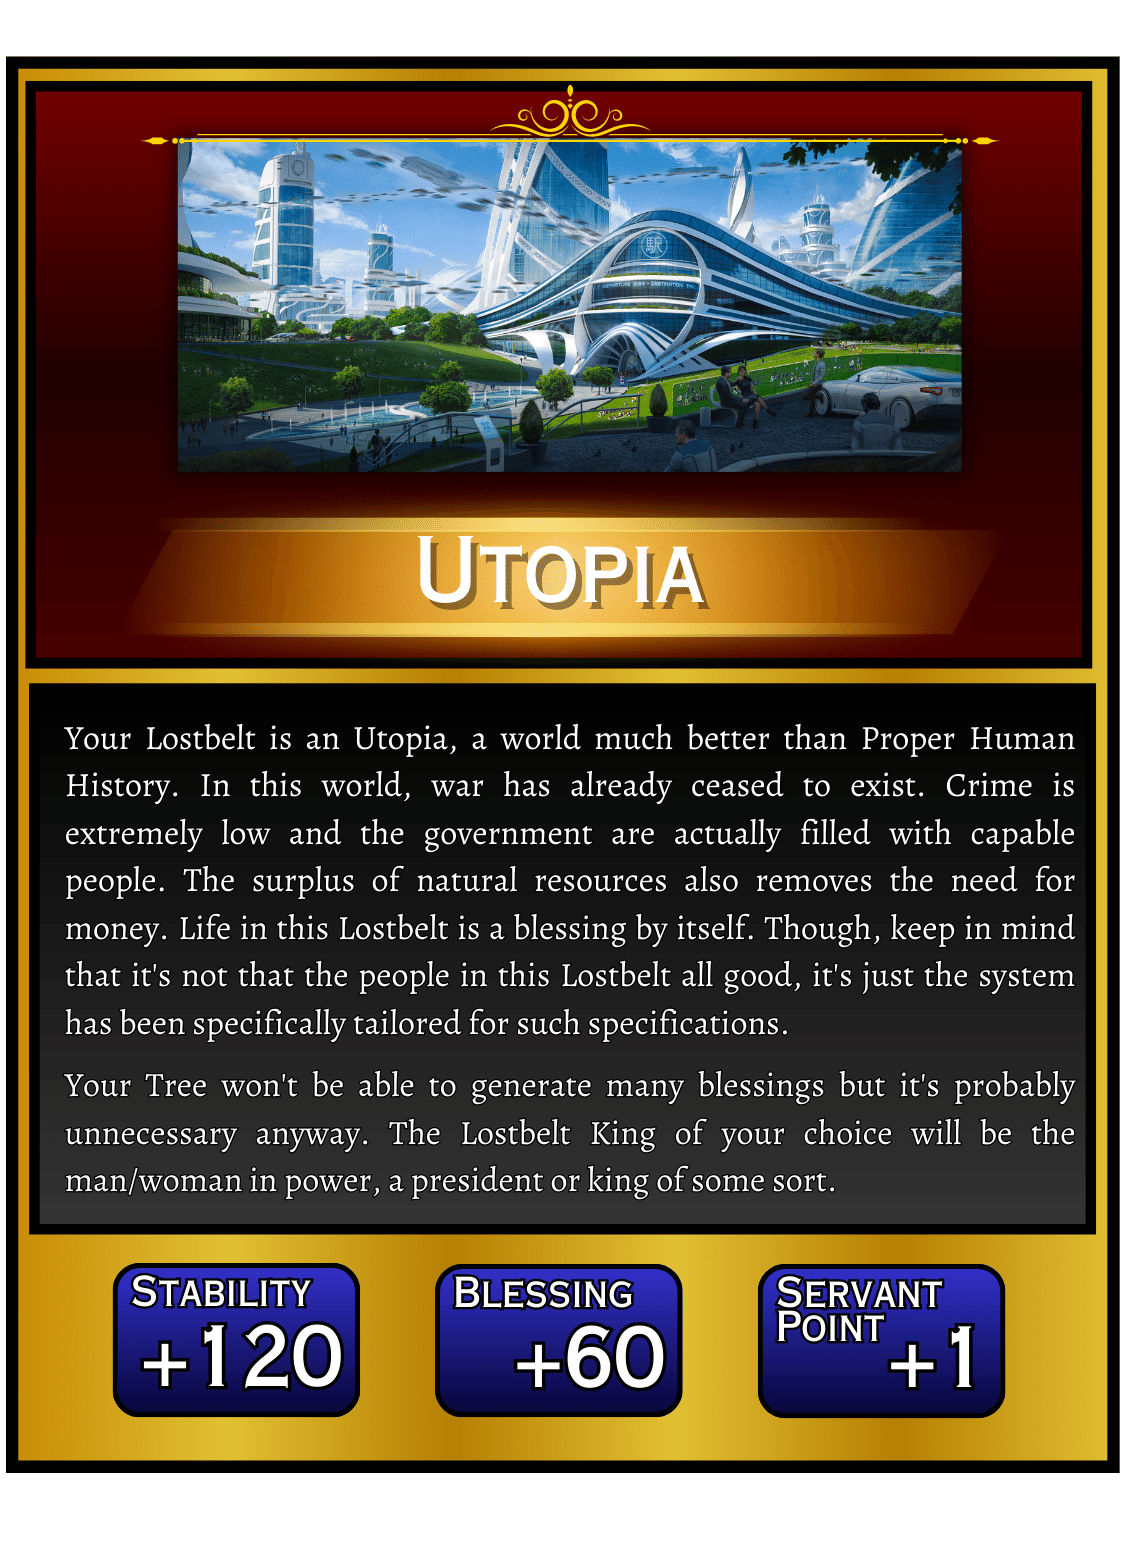 駅
UTOPIA
Your Lostbelt is an Utopia, a world much better than Proper Human
History. In this world, war has already ceased to exist. Crime is
extremely low and the government are actually filled with capable
people. The surplus of natural resources also removes the need for
money. Life in this Lostbelt is a blessing by itself. Though, keep in mind
that it's not that the people in this Lostbelt all good, it's just the system
has been specifically tailored for such specifications.
Your Tree won't be able to generate many blessings but it's probably
unnecessary anyway. The Lostbelt King of your choice will be the
man/woman in power, a president or king of some sort.
STABILITY
+120
BLESSING
+60
SERVANT
POINT
+1